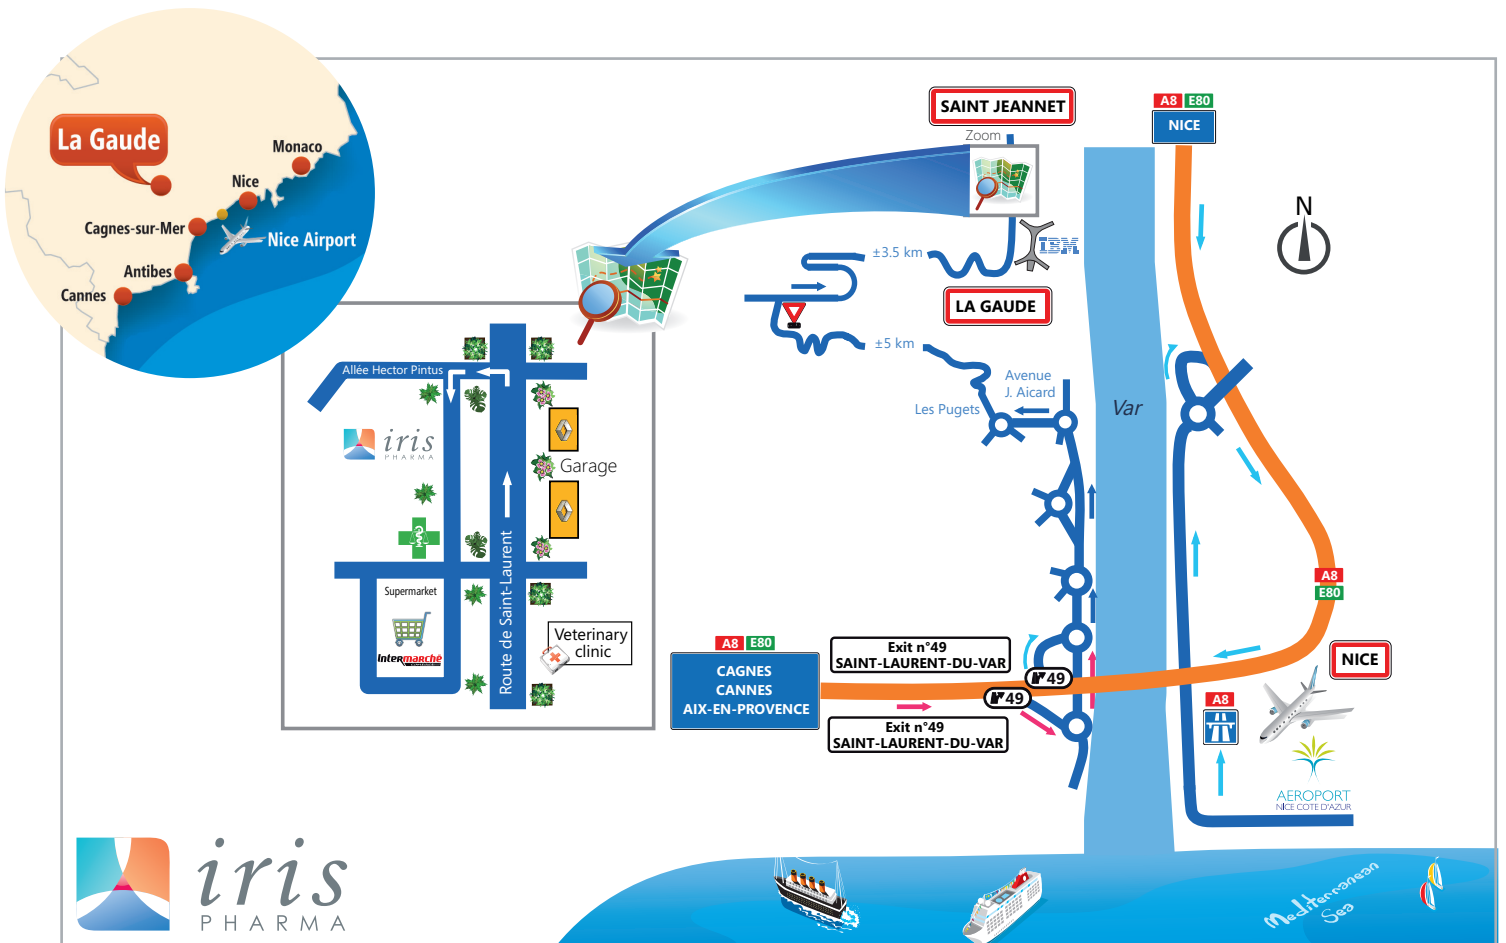 La Gaude
Monaco
Nice
Cagnes-sur-Mer
Nice Airport
Antibes
Cannes
SAINT JEANNET
Zoom
A8 E80
NICE
N
IBM
±3.5 km
LA GAUDE
±5 km
Avenue
J. Aicard
Les Pugets
Var
Allée Hector Pintus
iris
PHARMA
Garage
Route de Saint-Laurent
Supermarket
Intermarché
Veterinary
clinic
A8
E80
A8 E80
CAGNES
CANNES
AIX-EN-PROVENCE
Exit n°49
SAINT-LAURENT-DU-VAR
49
49
Exit n°49
SAINT-LAURENT-DU-VAR
NICE
A8
AEROPORT
NICE COTE D'AZUR
iris
PHARMA
Mediterranean
Sea